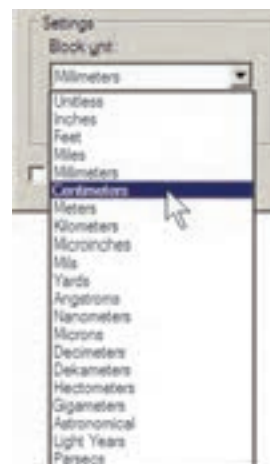 Settings
Block unit:
Millimeters
Unitless
Inches
Feet
Miles
Millimeters
Centimeters
Meters
Kilometers
Microinches
Mils
Yards
Angstroms
Nanometers
Microns
Decimeters
Dekameters
Hectometers
Gigameters
Astronomical
Light Years
Parsecs